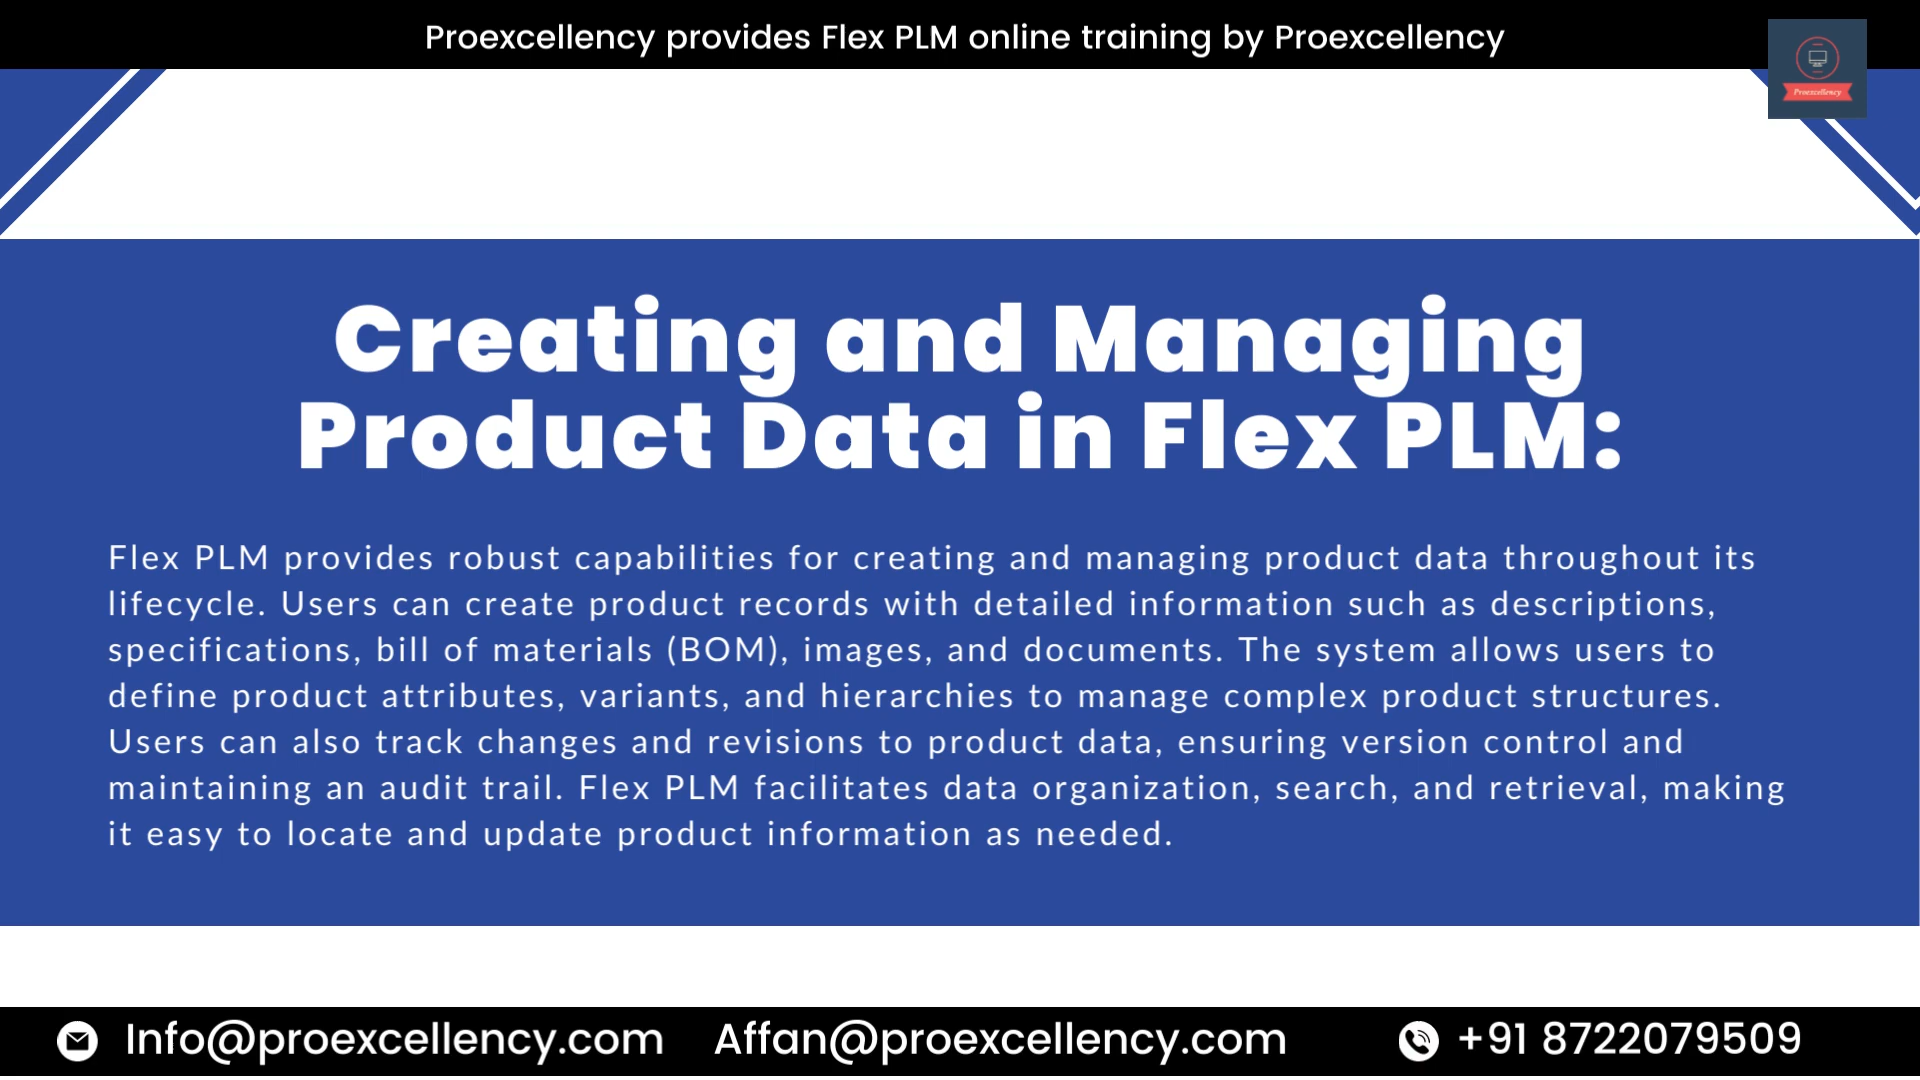 Proexcellency provides Flex PLM online training by Proexcellency
Proexcellency
Creating and Managing
Product Data in Flex PLM:
Flex PLM provides robust capabilities for creating and managing product data throughout its
lifecycle. Users can create product records with detailed information such as descriptions,
specifications, bill of materials (BOM), images, and documents. The system allows users to
define product attributes, variants, and hierarchies to manage complex product structures.
Users can also track changes and revisions to product data, ensuring version control and
maintaining an audit trail. Flex PLM facilitates data organization, search, and retrieval, making
it easy to locate and update product information as needed.
Info@proexcellency.com Affan@proexcellency.com +91 8722079509